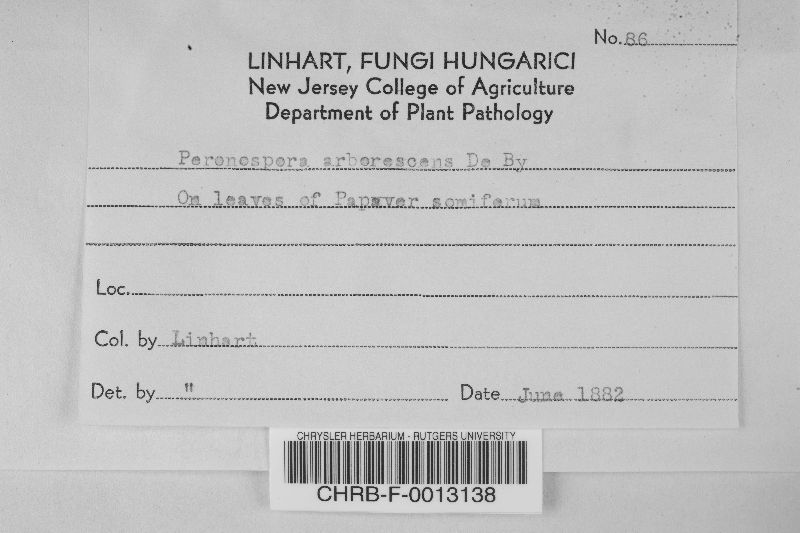 No. 86
LINHART, FUNGI HUNGARICI
New Jersey College of Agriculture
Department of Plant Pathology
Peronospora arborescens De By
On leaves of Papaver somiferum
Loc.
Col. by Linhart
Det. by " Date June 1882
CHRYSLER HERBARIUM - RUTGERS UNIVERSITY
CHRB-F-0013138